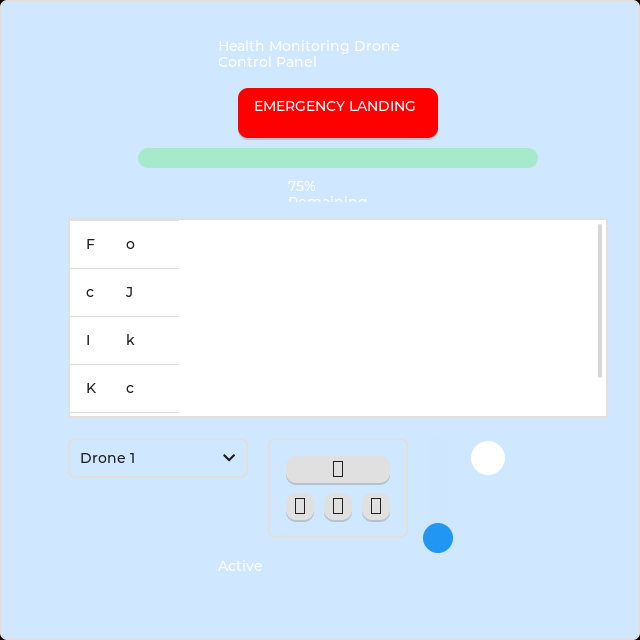 Health Monitoring Drone
Control Panel
EMERGENCY LANDING
75%
Remaining
F o
c J
I k
K c
Drone 1
Active